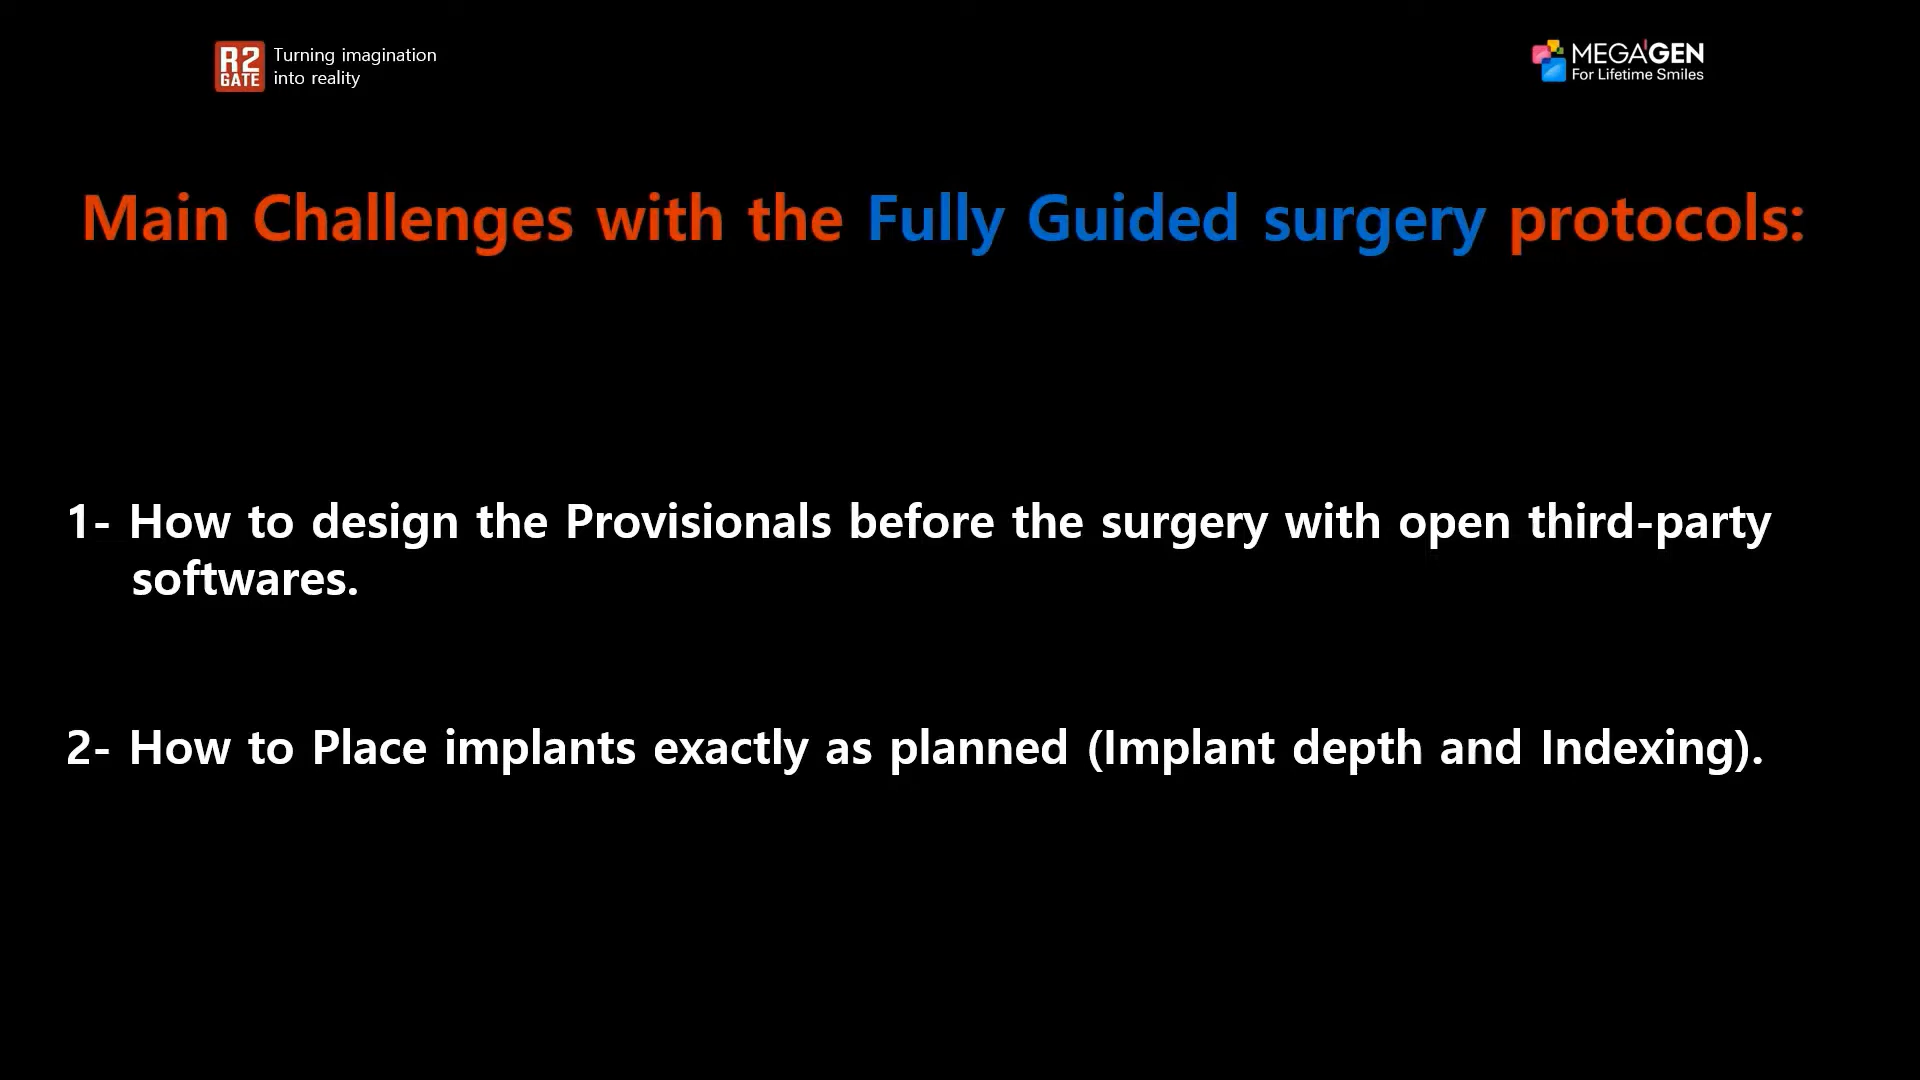 R2
GATE
Turning imagination
into reality
MEGA'GEN
For Lifetime Smiles
Main Challenges with the Fully Guided surgery protocols:
1- How to design the Provisionals before the surgery with open third-party
softwares.
2- How to Place implants exactly as planned (Implant depth and Indexing).